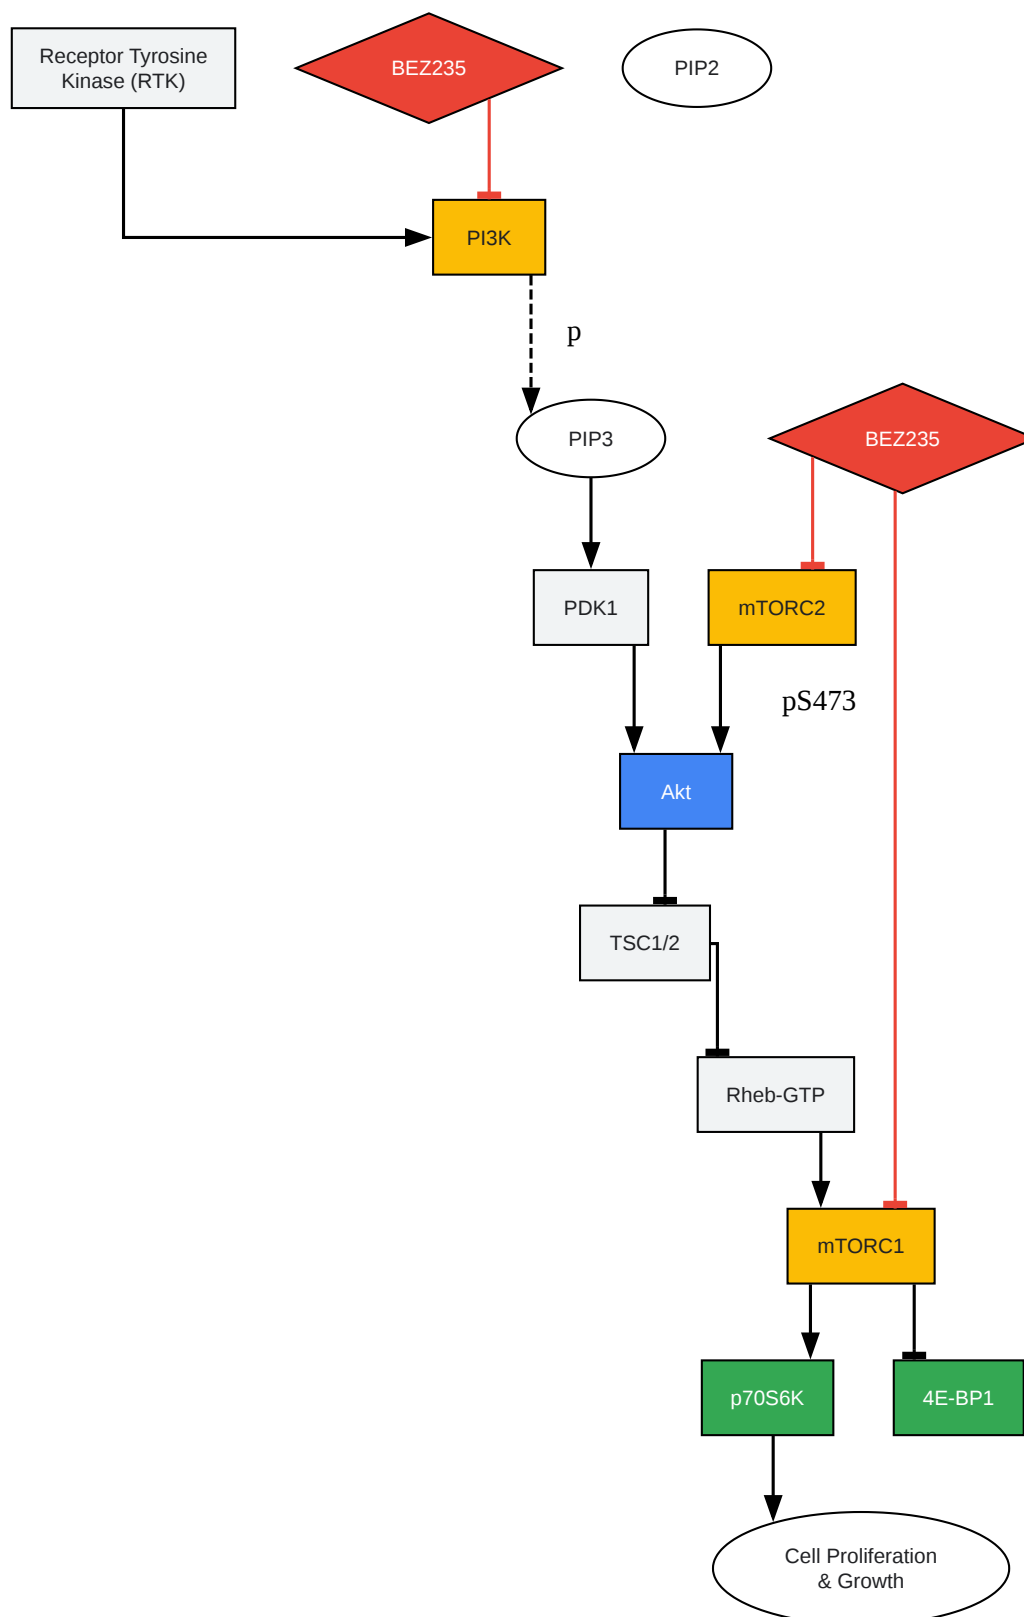 Receptor Tyrosine
Kinase (RTK)
BEZ235
PIP2
PI3K
p
PIP3
BEZ235
PDK1
mTORC2
pS473
Akt
TSC1/2
Rheb-GTP
mTORC1
p70S6K
4E-BP1
Cell Proliferation
& Growth